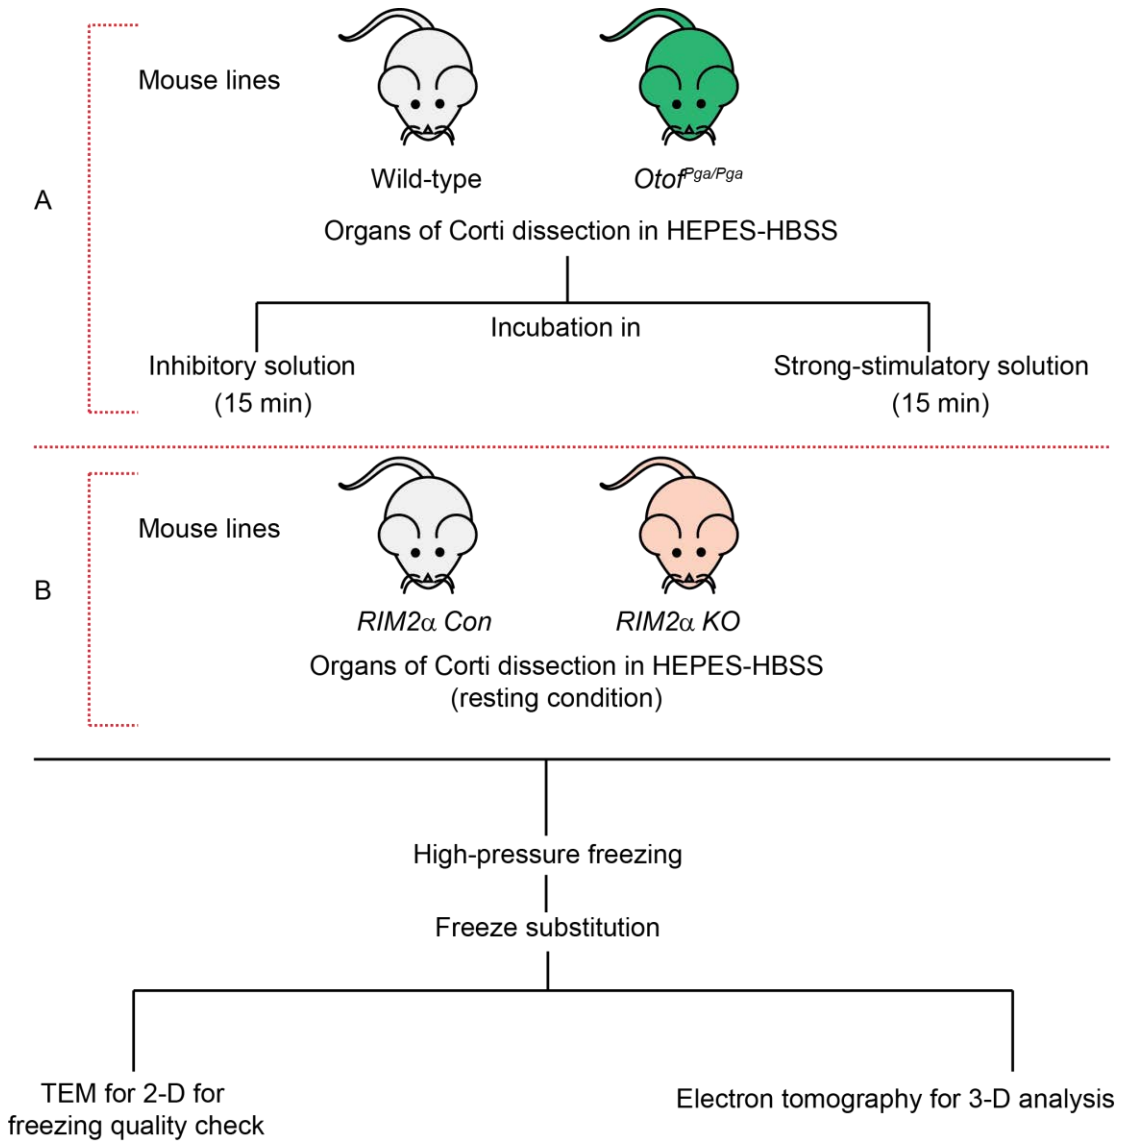 A
Mouse lines
Wild-type
Otof^Pga/Pga
Organs of Corti dissection in HEPES-HBSS
Incubation in
Inhibitory solution
(15 min)
Strong-stimulatory solution
(15 min)
B
Mouse lines
RIM2α Con
RIM2α KO
Organs of Corti dissection in HEPES-HBSS
(resting condition)
High-pressure freezing
Freeze substitution
TEM for 2-D for
freezing quality check
Electron tomography for 3-D analysis